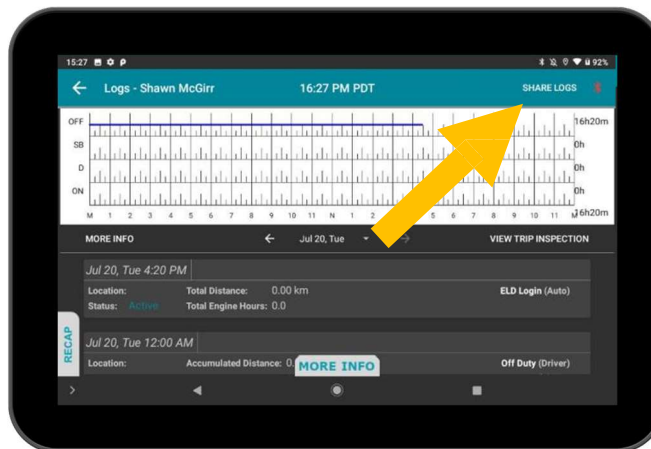 15:27 92%
Logs - Shawn McGirr 16:27 PM PDT SHARE LOGS
OFF 16h20m
SB 0h
D 0h
ON 0h
M 1 2 3 4 5 6 7 8 9 10 11 N 1 2 5 6 7 8 9 10 11 M 16h20m
MORE INFO Jul 20, Tue VIEW TRIP INSPECTION
Jul 20, Tue 4:20 PM
Location: Total Distance: 0.00 km ELD Login (Auto)
Status: Active Total Engine Hours: 0.0
RECAP
Jul 20, Tue 12:00 AM
Location: Accumulated Distance: 0. MORE INFO Off Duty (Driver)